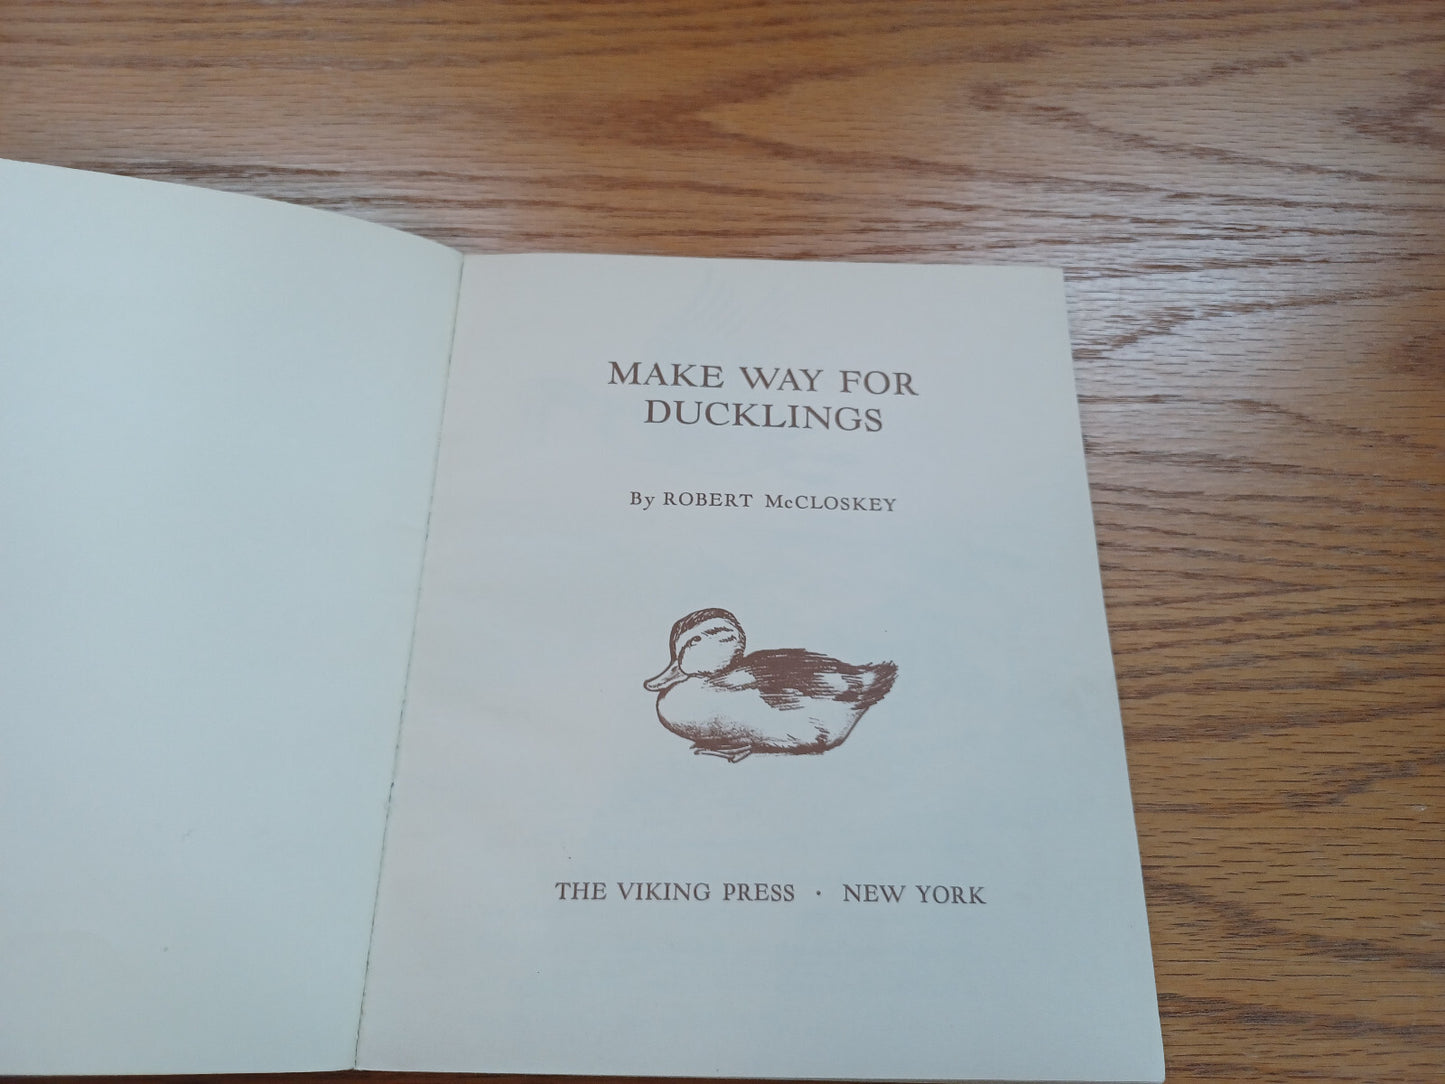 MAKE WAY FOR
DUCKLINGS
By ROBERT McCLOSKEY
THE VIKING PRESS · NEW YORK